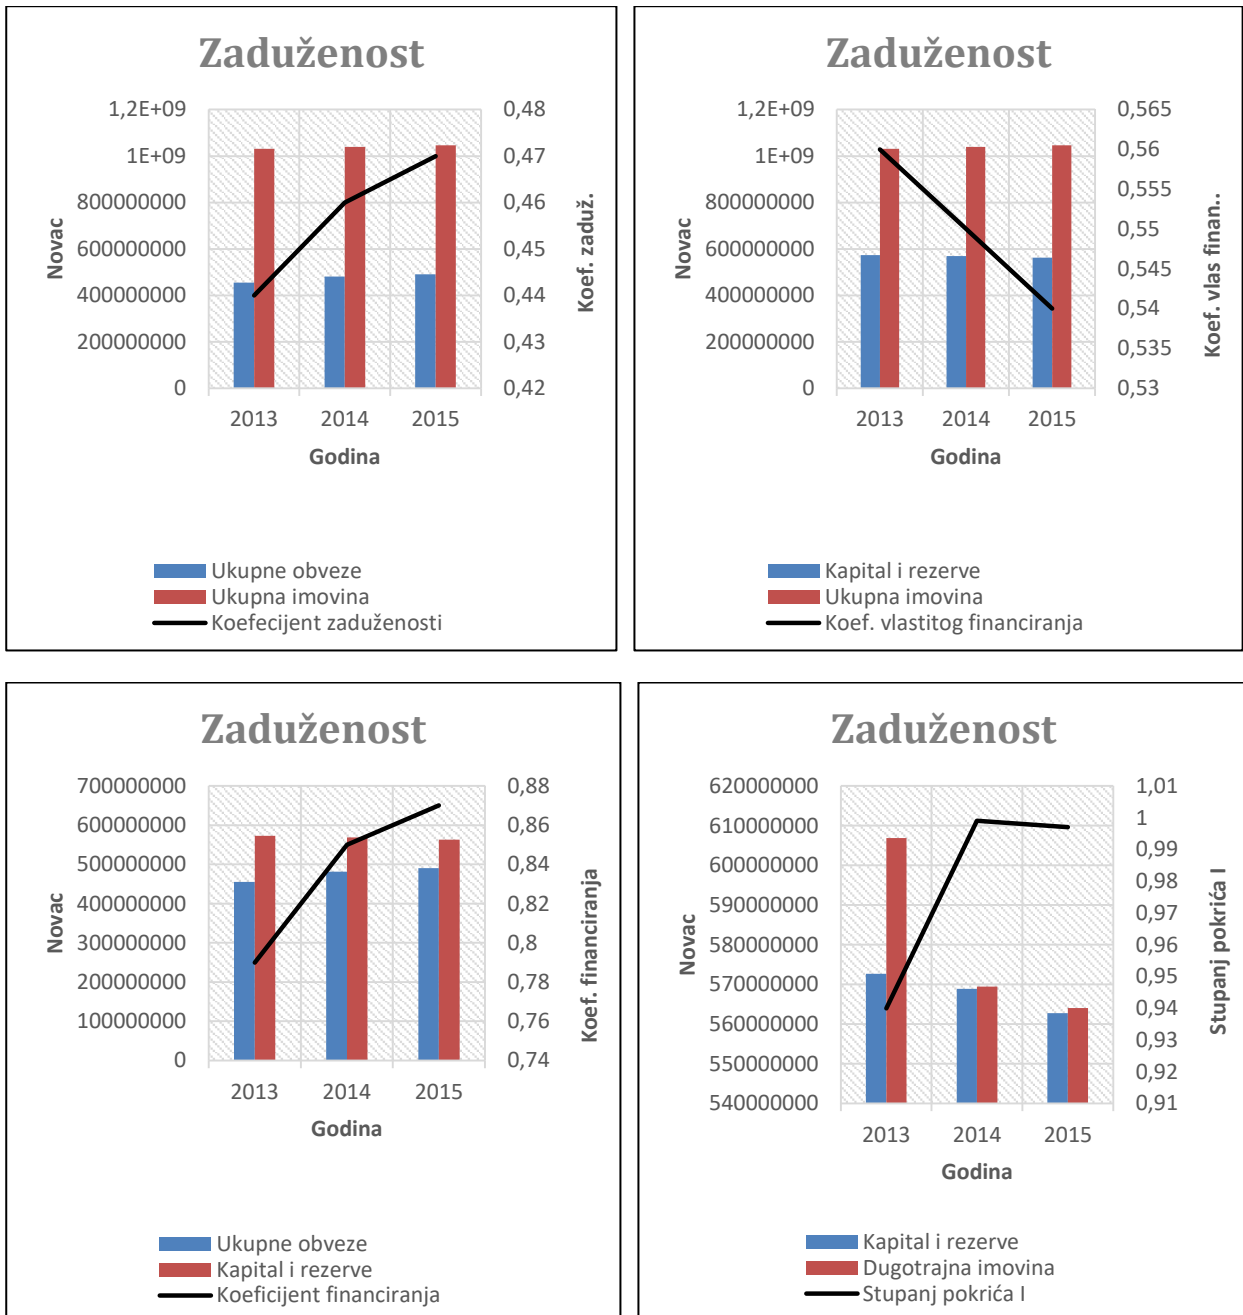 Zaduženost
1,2E+09
1E+09
800000000
600000000
400000000
200000000
0
Novac
0,48
0,47
0,46
0,45
0,44
0,43
0,42
Koef. zaduž.
2013 2014 2015
Godina
Ukupne obveze
Ukupna imovina
Koefecijent zaduženosti
Zaduženost
1,2E+09
1E+09
800000000
600000000
400000000
200000000
0
Novac
0,565
0,56
0,555
0,55
0,545
0,54
0,535
0,53
Koef. vlas finan..
2013 2014 2015
Godina
Kapital i rezerve
Ukupna imovina
Koef. vlastitog financiranja
Zaduženost
700000000
600000000
500000000
400000000
300000000
200000000
100000000
0
Novac
0,88
0,86
0,84
0,82
0,8
0,78
0,76
0,74
Koef. financiranja
2013 2014 2015
Godina
Ukupne obveze
Kapital i rezerve
Koeficijent financiranja
Zaduženost
620000000
610000000
600000000
590000000
580000000
570000000
560000000
550000000
540000000
Novac
1,01
1
0,99
0,98
0,97
0,96
0,95
0,94
0,93
0,92
0,91
Stupanj pokrića I
2013 2014 2015
Godina
Kapital i rezerve
Dugotrajna imovina
Stupanj pokrića I